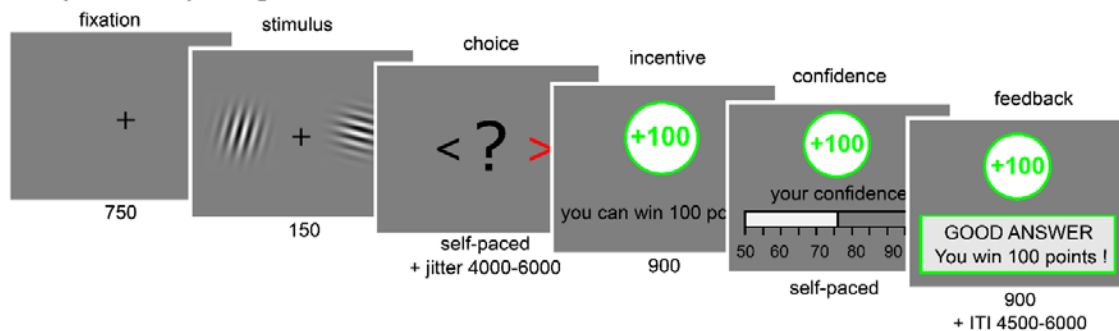 fixation
+
750
stimulus
+
150
choice
< ? >
self-paced
+ jitter 4000-6000
incentive
+100
you can win 100 po
900
confidence
+100
your confidence
50 60 70 80 90
self-paced
feedback
+100
GOOD ANSWER
You win 100 points !
900
+ ITI 4500-6000